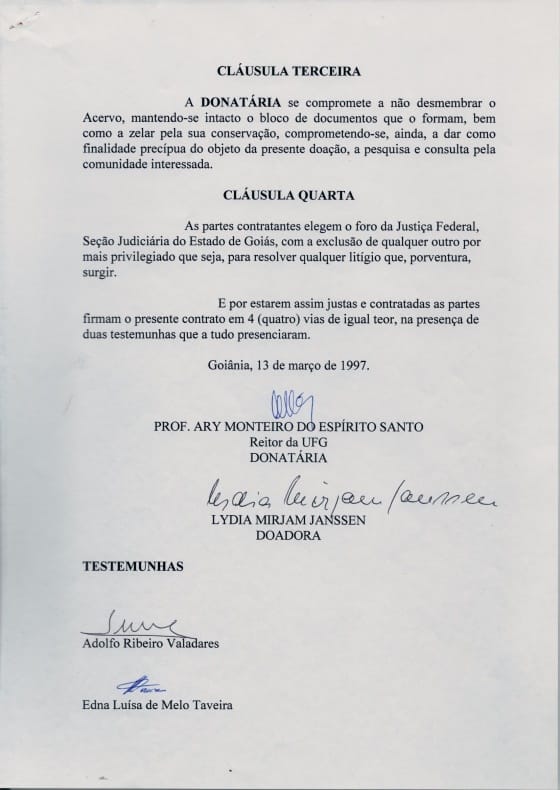 CLÁUSULA TERCEIRA
A DONATÁRIA se compromete a não desmembrar o
Acervo, mantendo-se intacto o bloco de documentos que o formam, bem
como a zelar pela sua conservação, comprometendo-se, ainda, a dar como
finalidade precípua do objeto da presente doação, a pesquisa e consulta pela
comunidade interessada.
CLÁUSULA QUARTA
As partes contratantes elegem o foro da Justiça Federal,
Seção Judiciária do Estado de Goiás, com a exclusão de qualquer outro por
mais privilegiado que seja, para resolver qualquer litígio que, porventura,
surgir.
E por estarem assim justas e contratadas as partes
firmam o presente contrato em 4 (quatro) vias de igual teor, na presença de
duas testemunhas que a tudo presenciaram.
Goiânia, 13 de março de 1997.
PROF. ARY MONTEIRO DO ESPÍRITO SANTO
Reitor da UFG
DONATÁRIA
Lydia Mirjam Janssen
LYDIA MIRJAM JANSSEN
DOADORA
TESTEMUNHAS
Adolfo Ribeiro Valadares
Edna Luísa de Melo Taveira